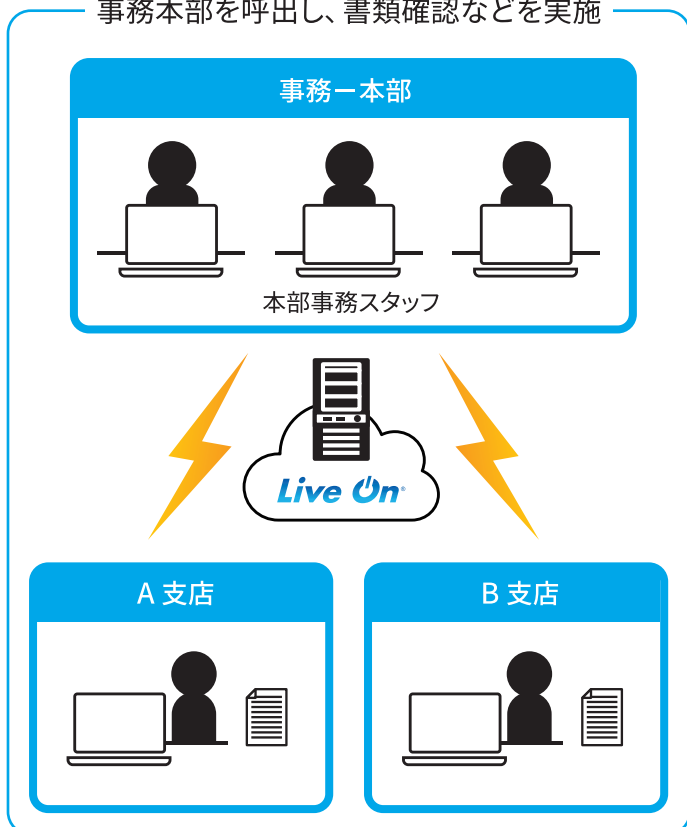 事務本部を呼出し、書類確認などを実施
事務ー本部
本部事務スタッフ
Live On
A 支店
B 支店